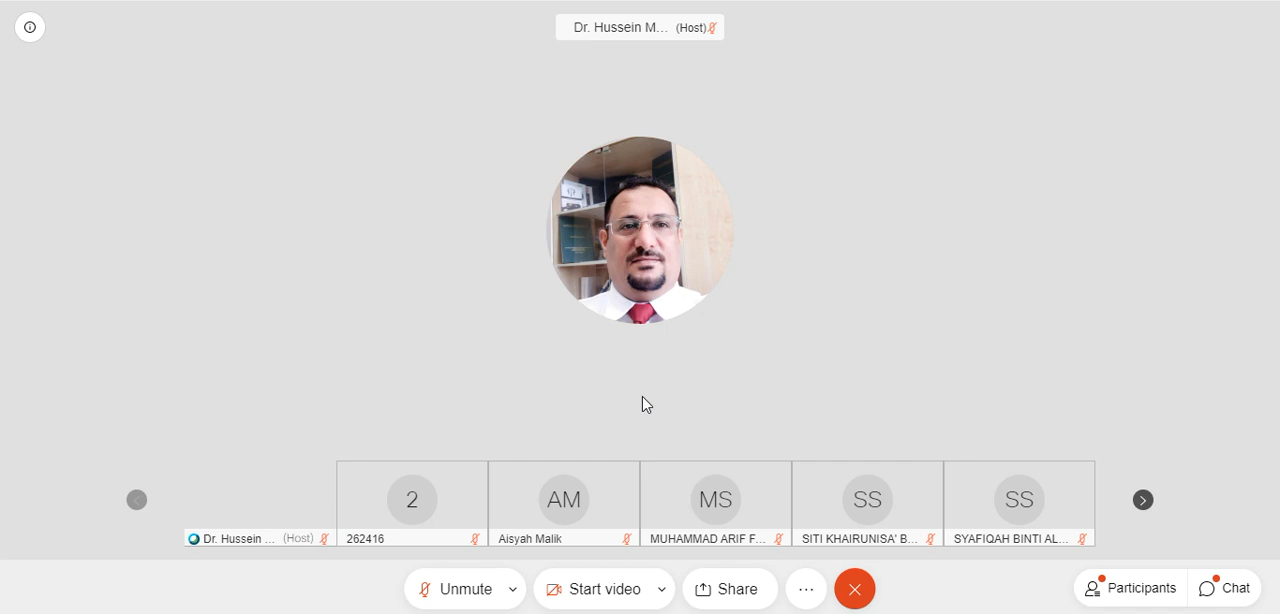 Dr. Hussein M... (Host)
2
AM
MS
SS
SS
Dr. Hussein ... (Host)
262416
Aisyah Malik
MUHAMMAD ARIF F...
SITI KHAIRUNISA' B...
SYAFIQAH BINTI AL...
Unmute
Start video
Share
Participants
Chat